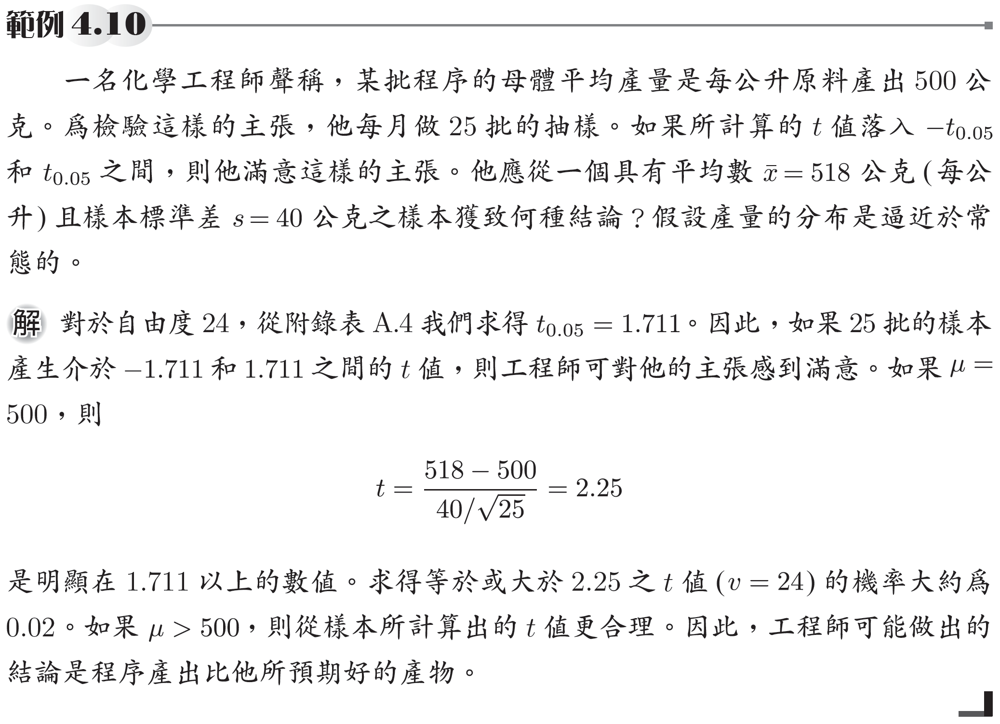 範例 4.10
一名化學工程師聲稱，某批程序的母體平均產量是每公升原料產出 500 公
克。爲檢驗這樣的主張，他每月做 25 批的抽樣。如果所計算的 t 值落入 −t₀.₀₅
和 t₀.₀₅ 之間，則他滿意這樣的主張。他應從一個具有平均數 x̄ = 518 公克 (每公
升) 且樣本標準差 s = 40 公克之樣本獲致何種結論？假設產量的分布是逼近於常
態的。
解 對於自由度 24，從附錄表 A.4 我們求得 t₀.₀₅ = 1.711。因此，如果 25 批的樣本
產生介於 −1.711 和 1.711 之間的 t 值，則工程師可對他的主張感到滿意。如果 μ =
500，則
t = (518 − 500) / (40/√25) = 2.25
是明顯在 1.711 以上的數值。求得等於或大於 2.25 之 t 值 (v = 24) 的機率大約爲
0.02。如果 μ > 500，則從樣本所計算出的 t 值更合理。因此，工程師可能做出的
結論是程序產出比他所預期好的產物。